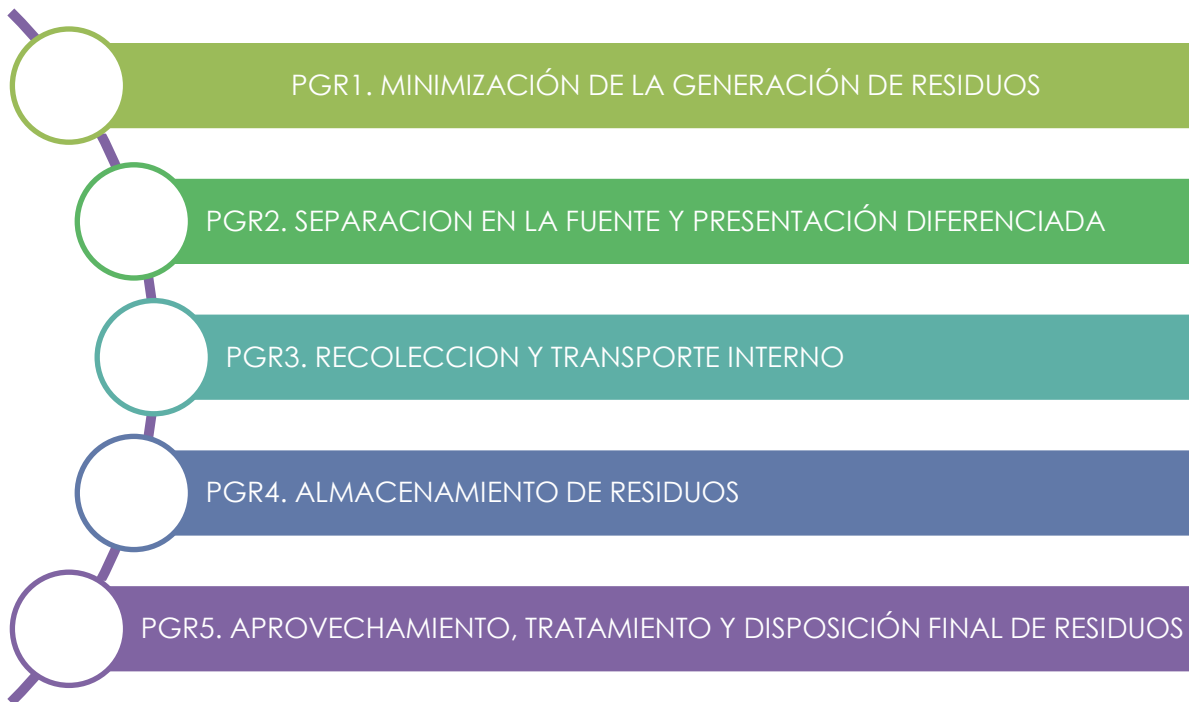 PGR1. MINIMIZACIÓN DE LA GENERACIÓN DE RESIDUOS
PGR2. SEPARACION EN LA FUENTE Y PRESENTACIÓN DIFERENCIADA
PGR3. RECOLECCION Y TRANSPORTE INTERNO
PGR4. ALMACENAMIENTO DE RESIDUOS
PGR5. APROVECHAMIENTO, TRATAMIENTO Y DISPOSICIÓN FINAL DE RESIDUOS